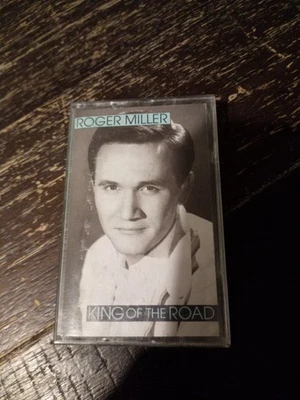 ROGER MILLER
KING OF THE ROAD